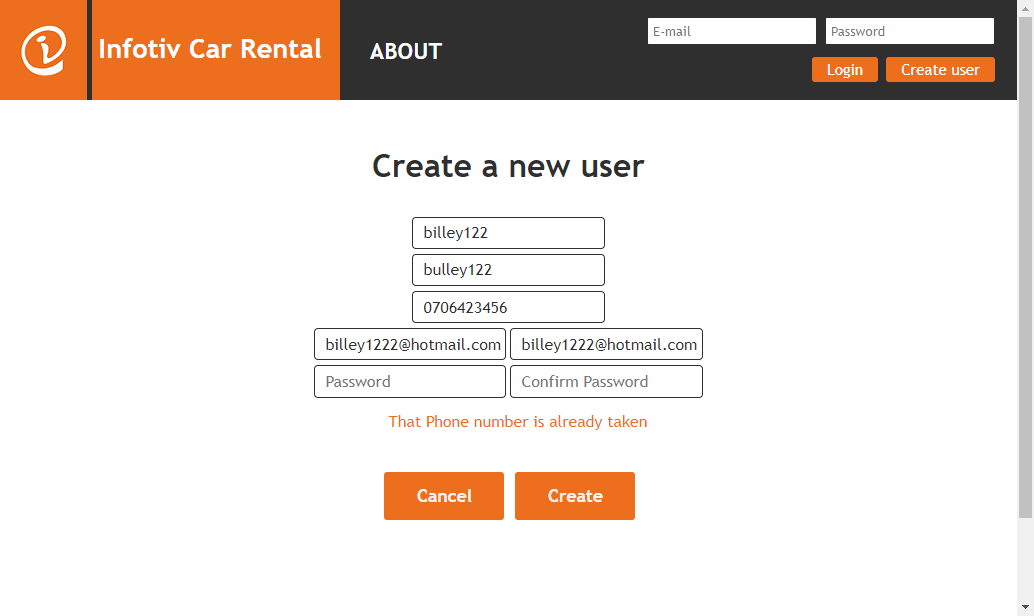 Infotiv Car Rental
ABOUT
E-mail
Password
Login
Create user
Create a new user
billey122
bulley122
0706423456
billey1222@hotmail.com billey1222@hotmail.com
Password Confirm Password
That Phone number is already taken
Cancel Create